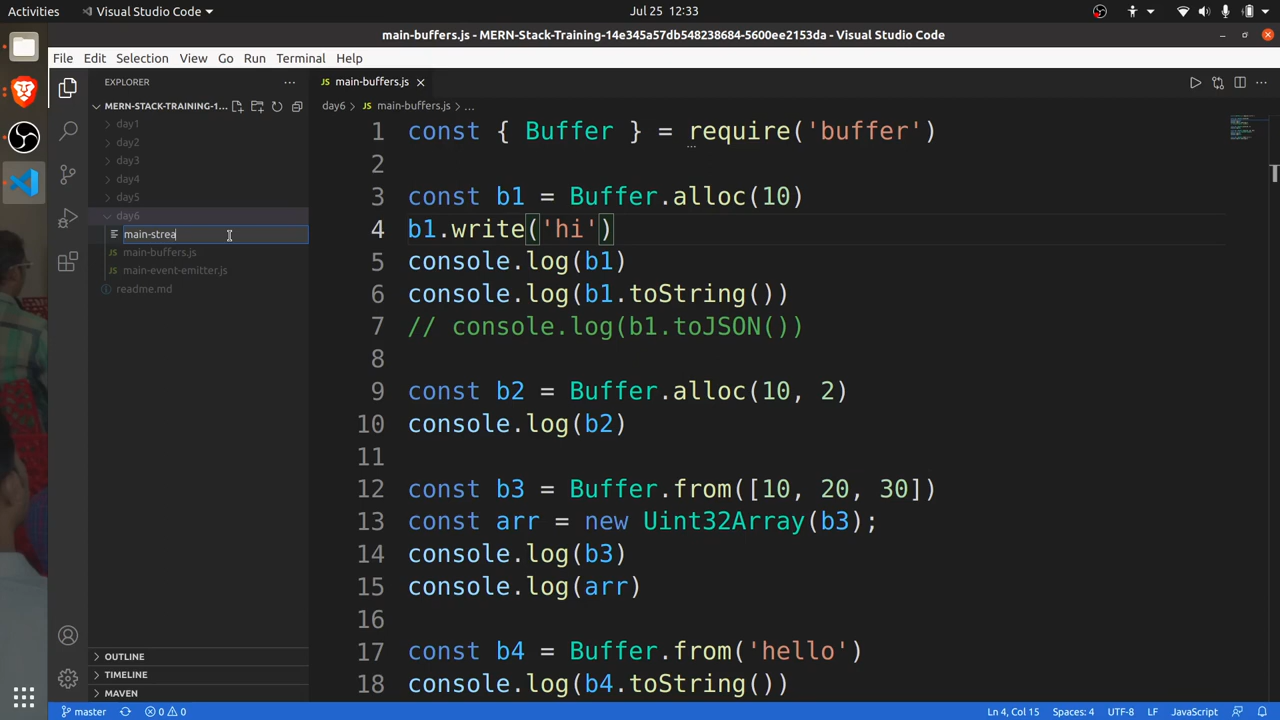 Activities
Visual Studio Code
Jul 25 12:33
main-buffers.js - MERN-Stack-Training-14e345a57db548238684-5600ee2153da - Visual Studio Code
File Edit Selection View Go Run Terminal Help
EXPLORER
MERN-STACK-TRAINING-1...
day1
day2
day3
day4
day5
day6
main-strea
main-buffers.js
main-event-emitter.js
readme.md
OUTLINE
TIMELINE
MAVEN
main-buffers.js
day6 > main-buffers.js > ...
1 const { Buffer } = require('buffer')
2
3 const b1 = Buffer.alloc(10)
4 b1.write('hi')
5 console.log(b1)
6 console.log(b1.toString())
7 // console.log(b1.toJSON())
8
9 const b2 = Buffer.alloc(10, 2)
10 console.log(b2)
11
12 const b3 = Buffer.from([10, 20, 30])
13 const arr = new Uint32Array(b3);
14 console.log(b3)
15 console.log(arr)
16
17 const b4 = Buffer.from('hello')
18 console.log(b4.toString())
master 0 0
Ln 4, Col 15 Spaces: 4 UTF-8 LF JavaScript